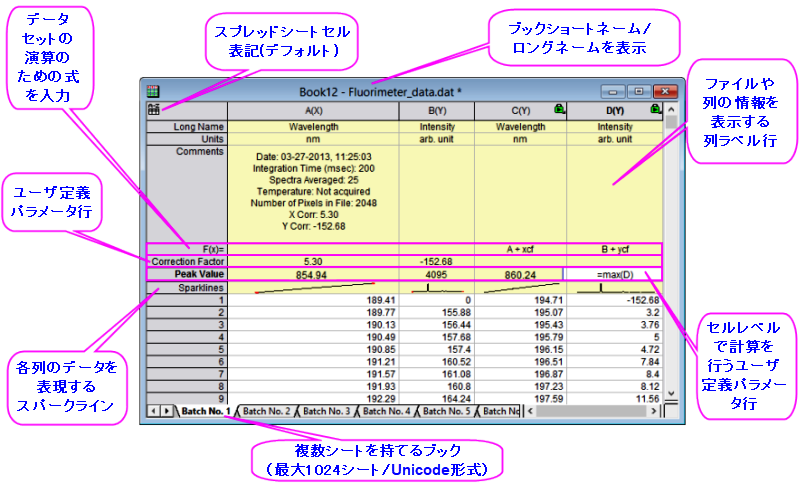 データ
セットの
演算の
ための式
を入力
スプレッドシートセル
表記(デフォルト)
ブックショートネーム/
ロングネームを表示
ファイルや
列の情報を
表示する
列ラベル行
ユーザ定義
パラメータ行
各列のデータを
表現する
スパークライン
セルレベル
で計算を
行うユーザ
定義パラメー
タ行
複数シートを持てるブック
(最大1024シート/Unicode形式)
Book12 - Fluorimeter_data.dat *
A(X) B(Y) C(Y) D(Y)
Long Name Wavelength Intensity Wavelength Intensity
Units nm arb. unit nm arb. unit
Comments
Date: 03-27-2013, 11:25:03
Integration Time (msec): 200
Spectra Averaged: 25
Temperature: Not acquired
Number of Pixels in File: 2048
X Corr: 5.30
Y Corr: -152.68
F(x)= A + xcf B + ycf
Correction Factor 5.30 -152.68
Peak Value 854.94 4095 860.24 =max(D)
Sparklines
1 189.41 0 194.71 -152.68
2 189.77 155.88 195.07 3.2
3 190.13 156.44 195.43 3.76
4 190.49 157.68 195.79 5
5 190.85 157.4 196.15 4.72
6 191.21 160.52 196.51 7.84
7 191.57 161.08 196.87 8.4
8 191.93 160.8 197.23 8.12
9 192.29 164.24 197.59 11.56
Batch No. 1 Batch No. 2 Batch No. 3 Batch No. 4 Batch No. 5 Batch No